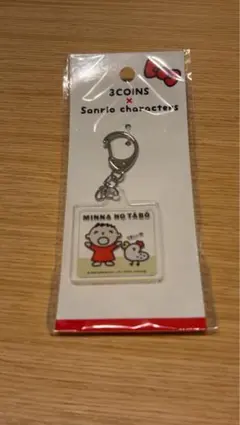 3COINS
×
Sanrio characters
MINNA NO TABO